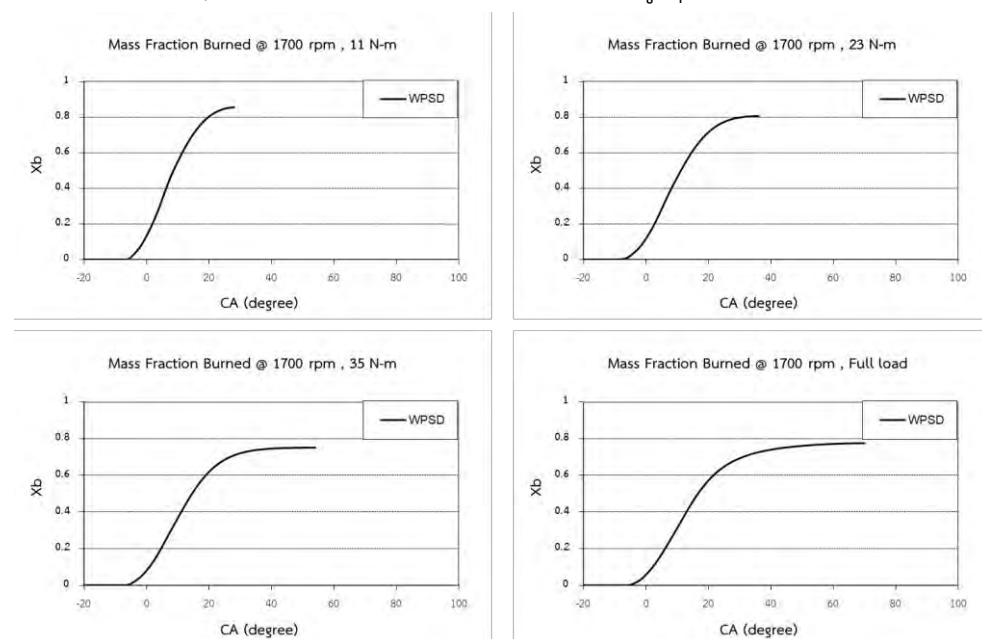 Mass Fraction Burned @ 1700 rpm , 11 N-m
1
WPSD
0.8
0.6
Xb
0.4
0.2
0
-20 0 20 40 60 80 100
CA (degree)
Mass Fraction Burned @ 1700 rpm , 23 N-m
1
WPSD
0.8
0.6
Xb
0.4
0.2
0
-20 0 20 40 60 80 100
CA (degree)
Mass Fraction Burned @ 1700 rpm , 35 N-m
1
WPSD
0.8
0.6
Xb
0.4
0.2
0
-20 0 20 40 60 80 100
CA (degree)
Mass Fraction Burned @ 1700 rpm , Full load
1
WPSD
0.8
0.6
Xb
0.4
0.2
0
-20 0 20 40 60 80 100
CA (degree)